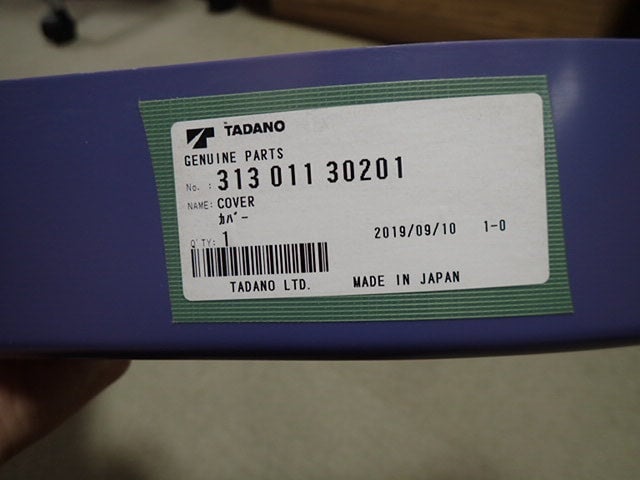 TADANO
GENUINE PARTS
No. : 313 011 30201
NAME: COVER
ｶﾊﾞｰ
Q'TY: 1
2019/09/10 1-0
TADANO LTD. MADE IN JAPAN